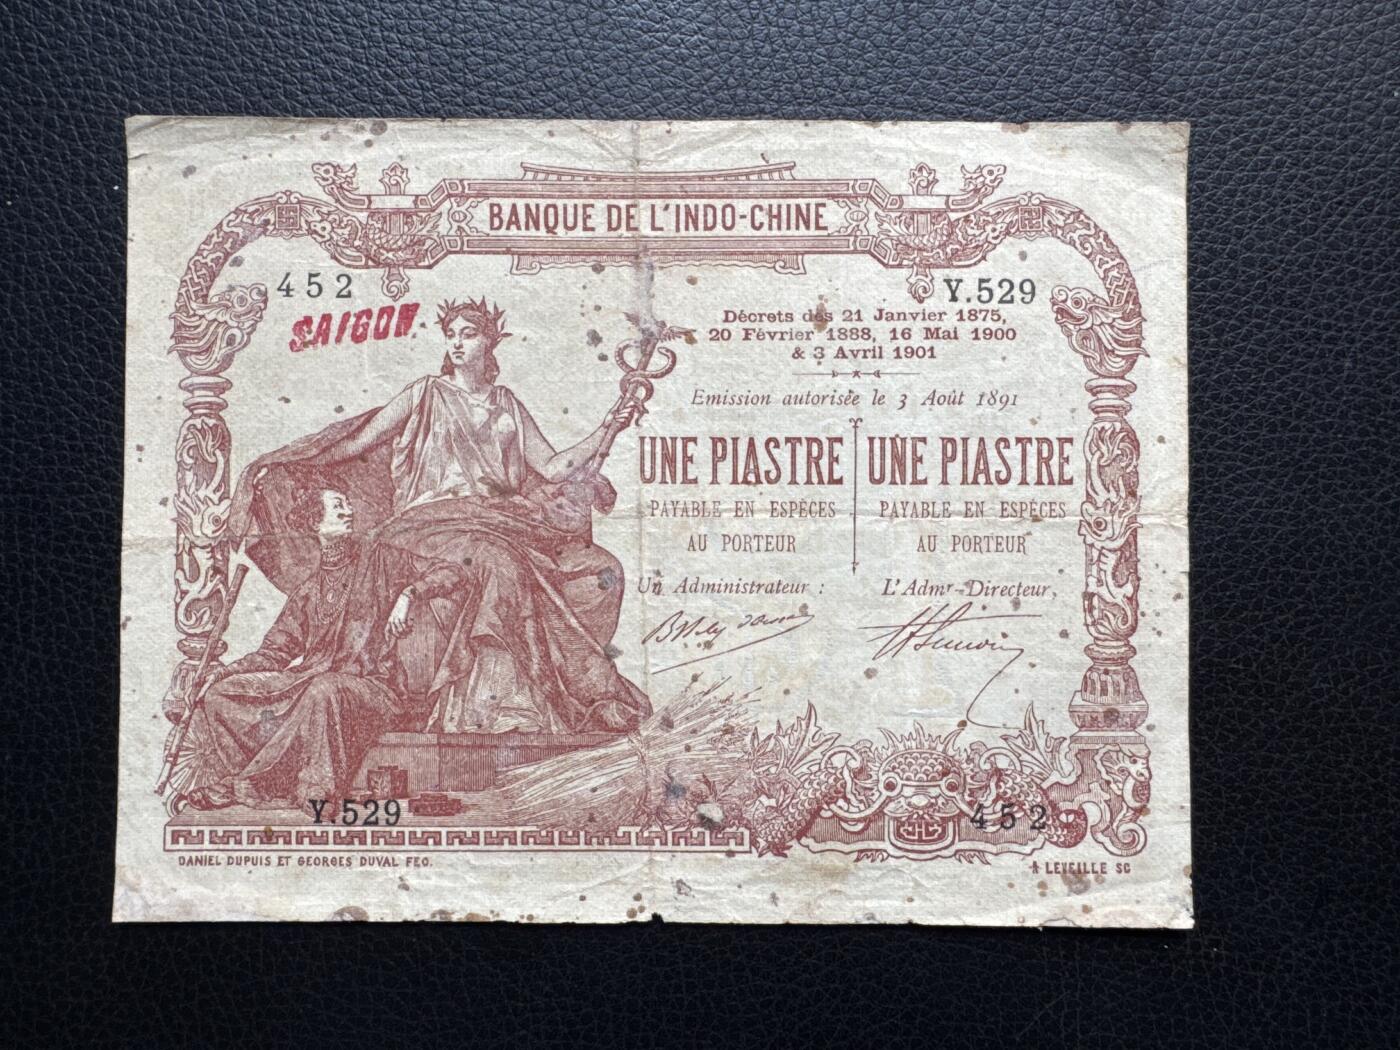 BANQUE DE L'INDO-CHINE
452
Y.529
SAIGON
Décrets des 21 Janvier 1875,
20 Février 1888, 16 Mai 1900
& 3 Avril 1901
Emission autorisée le 3 Août 1891
UNE PIASTRE
PAYABLE EN ESPÈCES
AU PORTEUR
Un Administrateur :
UNE PIASTRE
PAYABLE EN ESPÈCES
AU PORTEUR
L'Admr-Directeur,
Y.529
452
DANIEL DUPUIS ET GEORGES DUVAL FEC.
A LEVEILLE SC